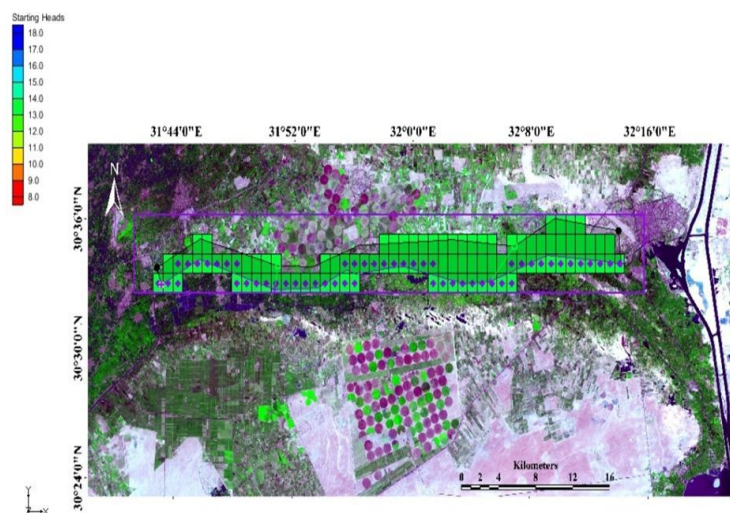 Starting Heads
18.0
17.0
16.0
15.0
14.0
13.0
12.0
11.0
10.0
9.0
8.0
31°44'0"E
31°52'0"E
32°0'0"E
32°8'0"E
32°16'0"E
N
30°36'0"N
30°30'0"N
30°24'0"N
Kilometers
0 2 4 8 12 16
Y
Z
X